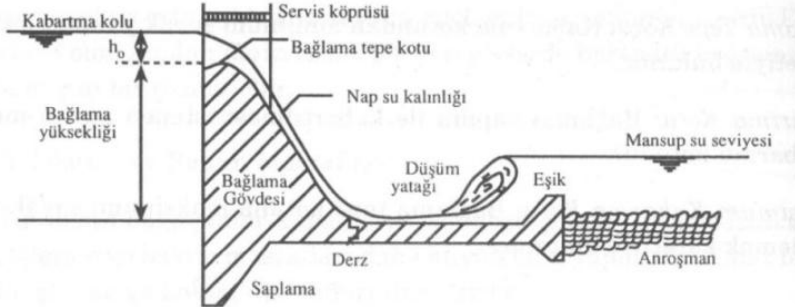 Servis köprüsü
Kabartma kolu
h₀
Bağlama tepe kotu
Nap su kalınlığı
Bağlama
yüksekliği
Mansup su seviyesi
Düşüm
yatağı
Eşik
Bağlama
Gövdesi
Derz
Anroşman
Saplama